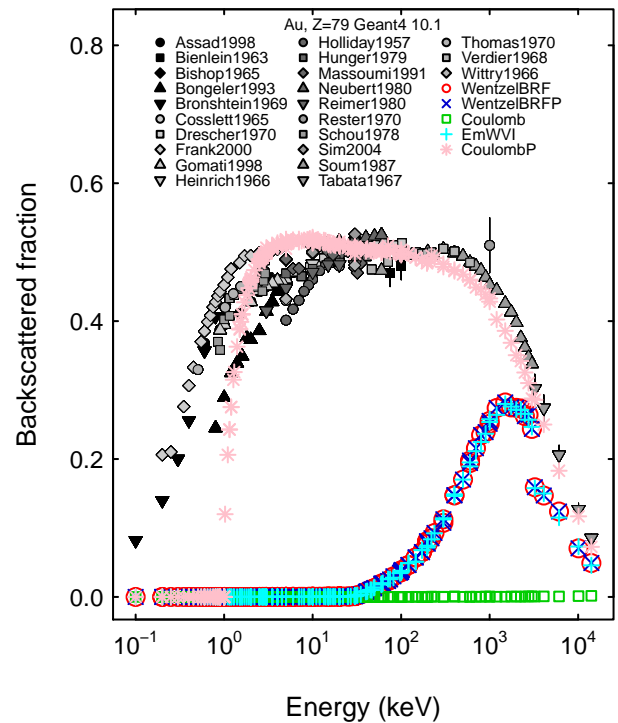 Au, Z=79 Geant4 10.1
Assad1998
Bienlein1963
Bishop1965
Bongeler1993
Bronshtein1969
Cosslett1965
Drescher1970
Frank2000
Gomati1998
Heinrich1966
Holliday1957
Hunger1979
Massoumi1991
Neubert1980
Reimer1980
Rester1970
Schou1978
Sim2004
Soum1987
Tabata1967
Thomas1970
Verdier1968
Wittry1966
WentzelBRF
WentzelBRFP
Coulomb
EmWVI
CoulombP
Backscattered fraction
0.8
0.6
0.4
0.2
0.0
10⁻¹ 10⁰ 10¹ 10² 10³ 10⁴
Energy (keV)